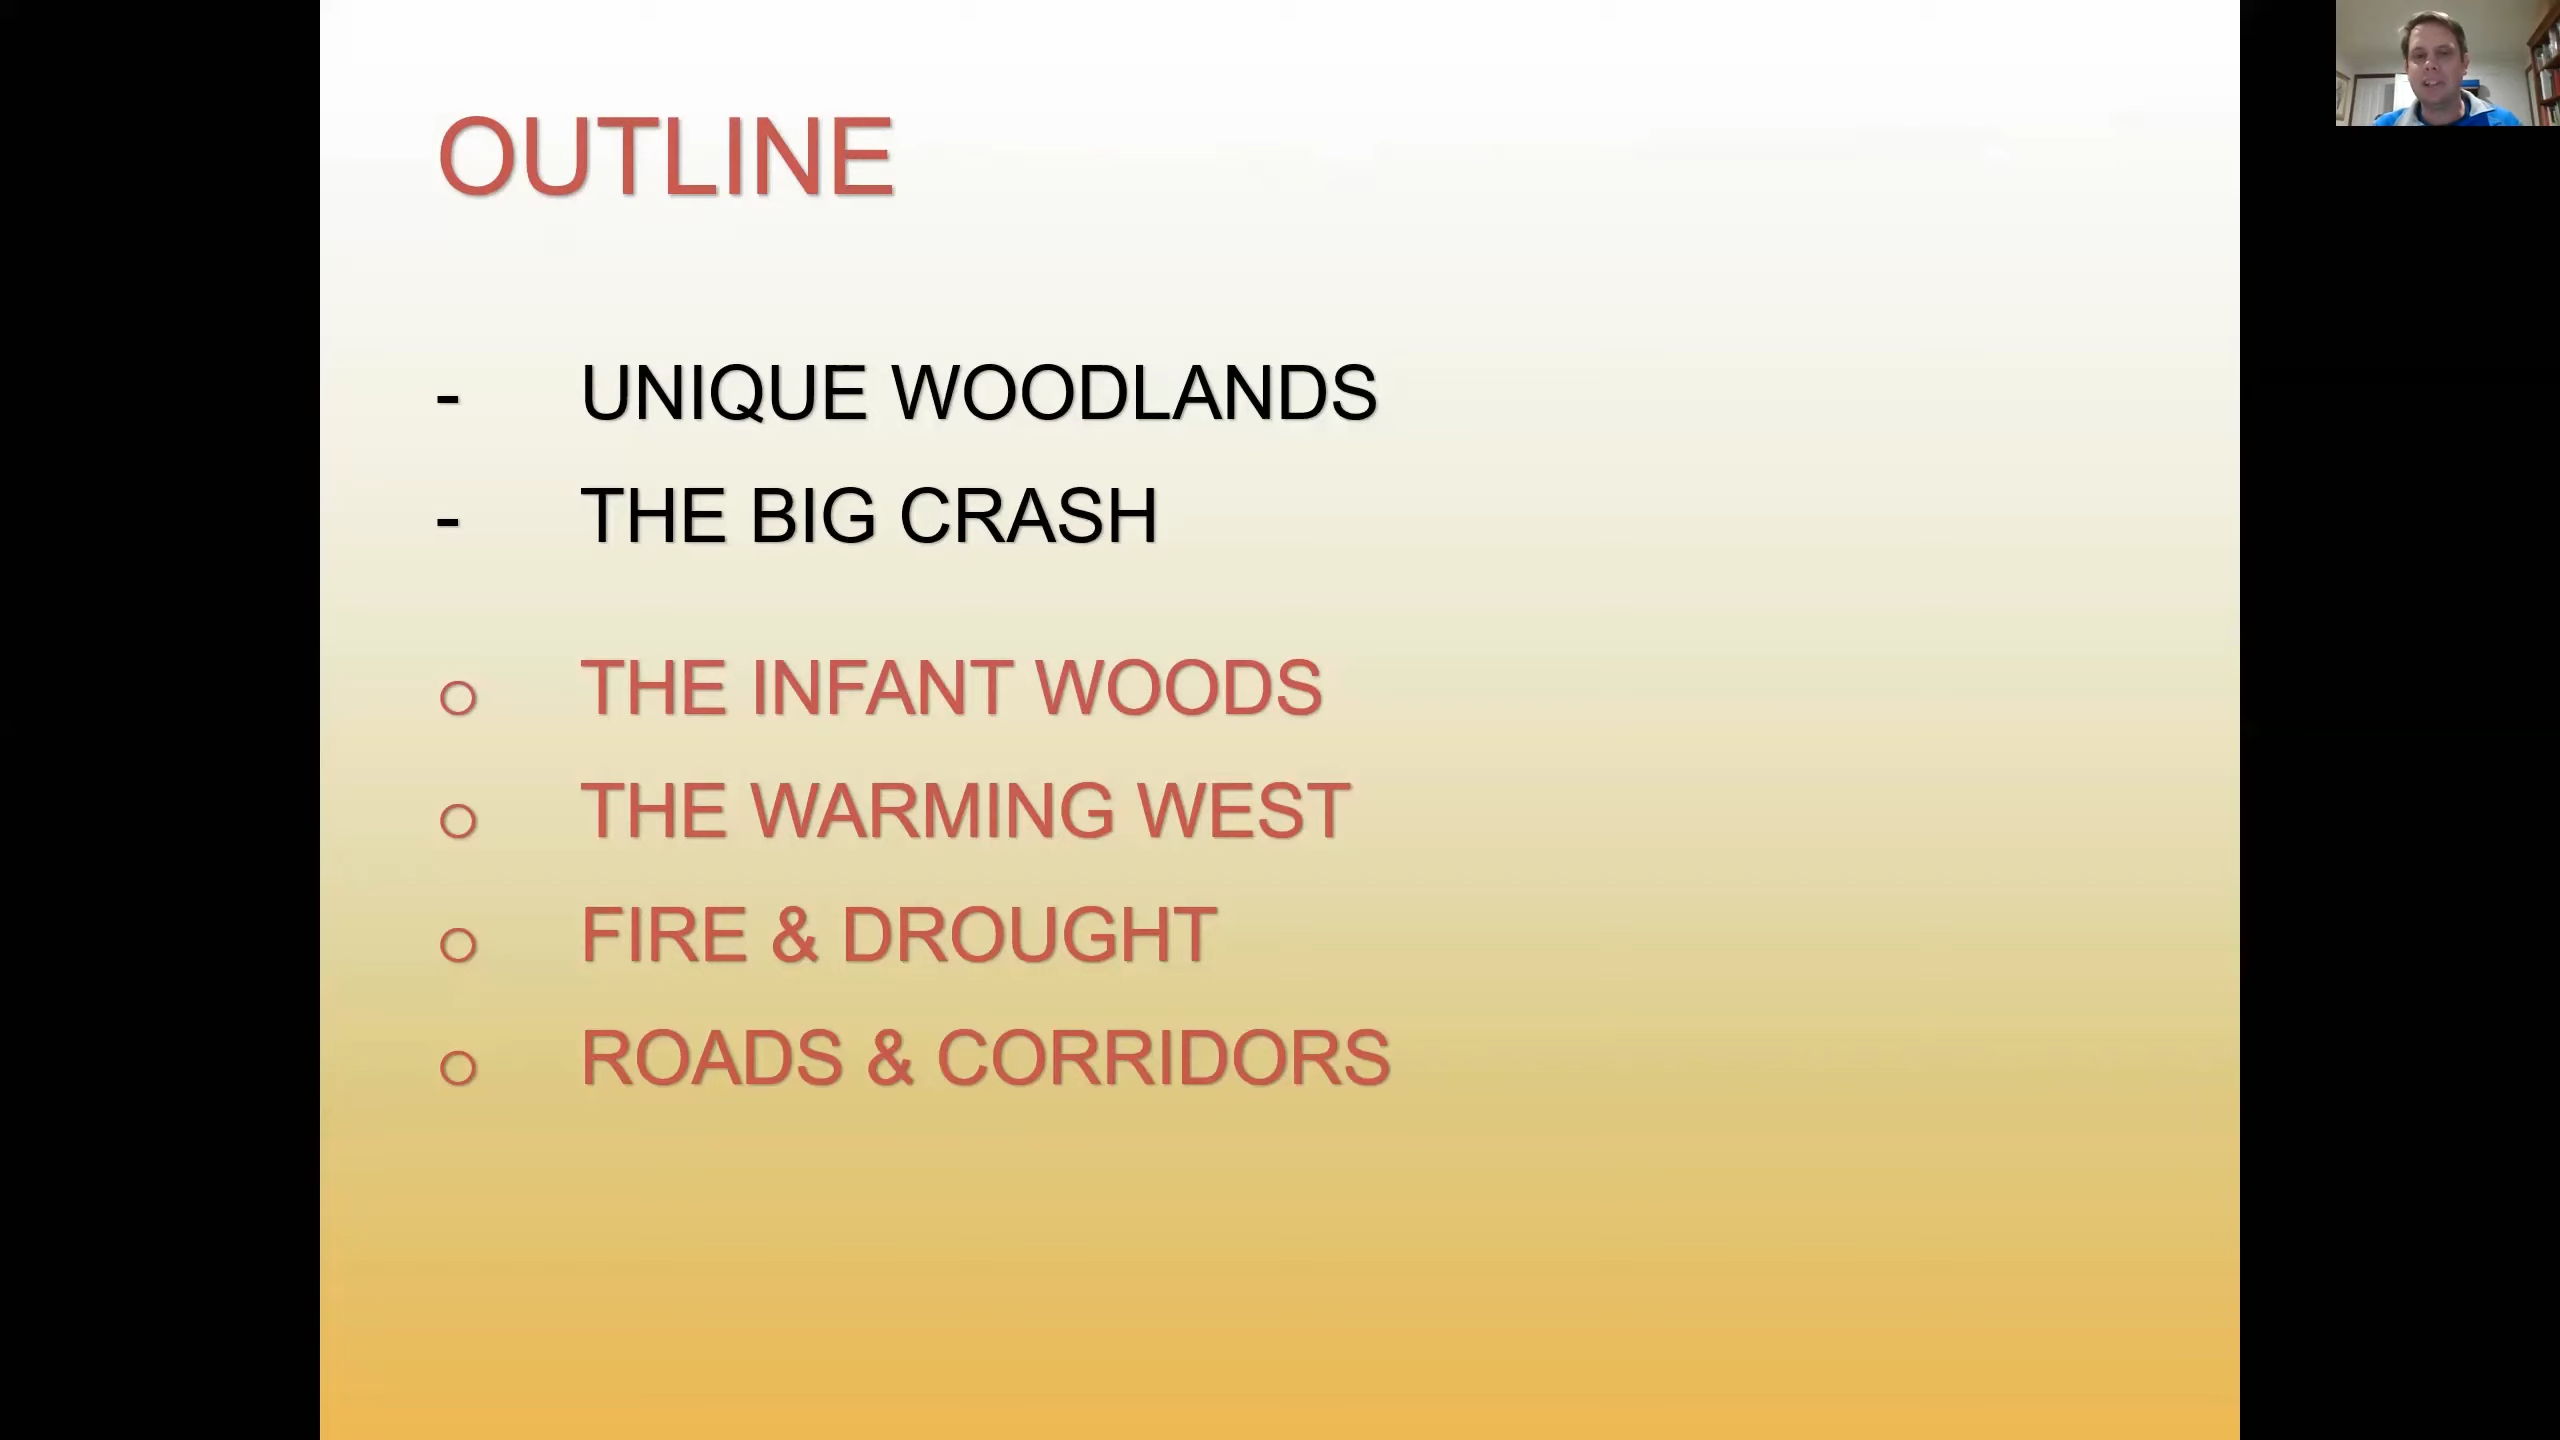 OUTLINE
- UNIQUE WOODLANDS
- THE BIG CRASH
o THE INFANT WOODS
o THE WARMING WEST
o FIRE & DROUGHT
o ROADS & CORRIDORS